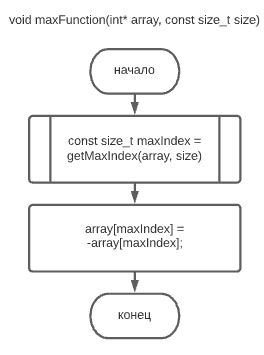 void maxFunction(int* array, const size_t size)
начало
const size_t maxIndex =
getMaxIndex(array, size)
array[maxIndex] =
-array[maxIndex];
конец